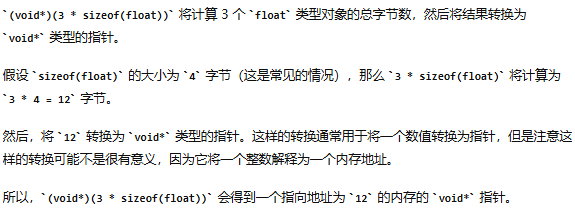 `(void*)(3 * sizeof(float))` 将计算 3 个 `float` 类型对象的总字节数，然后将结果转换为
`void*` 类型的指针。
假设 `sizeof(float)` 的大小为 `4` 字节（这是常见的情况），那么 `3 * sizeof(float)` 将计算为
`3 * 4 = 12` 字节。
然后，将 `12` 转换为 `void*` 类型的指针。这样的转换通常用于将一个数值转换为指针，但是注意这
样的转换可能不是很有意义，因为它将一个整数解释为一个内存地址。
所以，`(void*)(3 * sizeof(float))` 会得到一个指向地址为 `12` 的内存的 `void*` 指针。